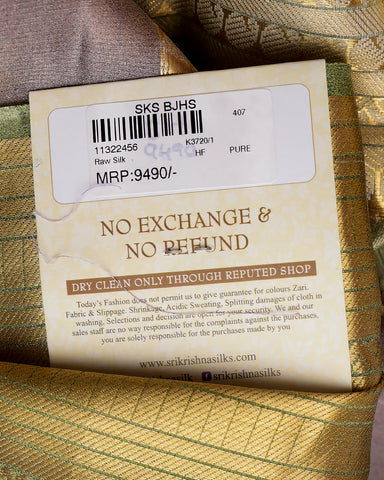 SKS BJHS
407
11322456
K3720/1
Raw Silk
9490
HF
PURE
MRP:9490/-
NO EXCHANGE &
NO REFUND
DRY CLEAN ONLY THROUGH REPUTED SHOP
Today's Fashion does not permit us to give guarantee for colours Zari.
Fabric & Slippage. Shrinkage, Acidic Sweating, Splitting damages of cloth in
washing, Selections and decision are open for your security. We and our
sales staff are no way responsible for the complaints against the purchases,
you are solely responsible for the purchases made by you
www.srikrishnasilks.com
srikrishnasilks